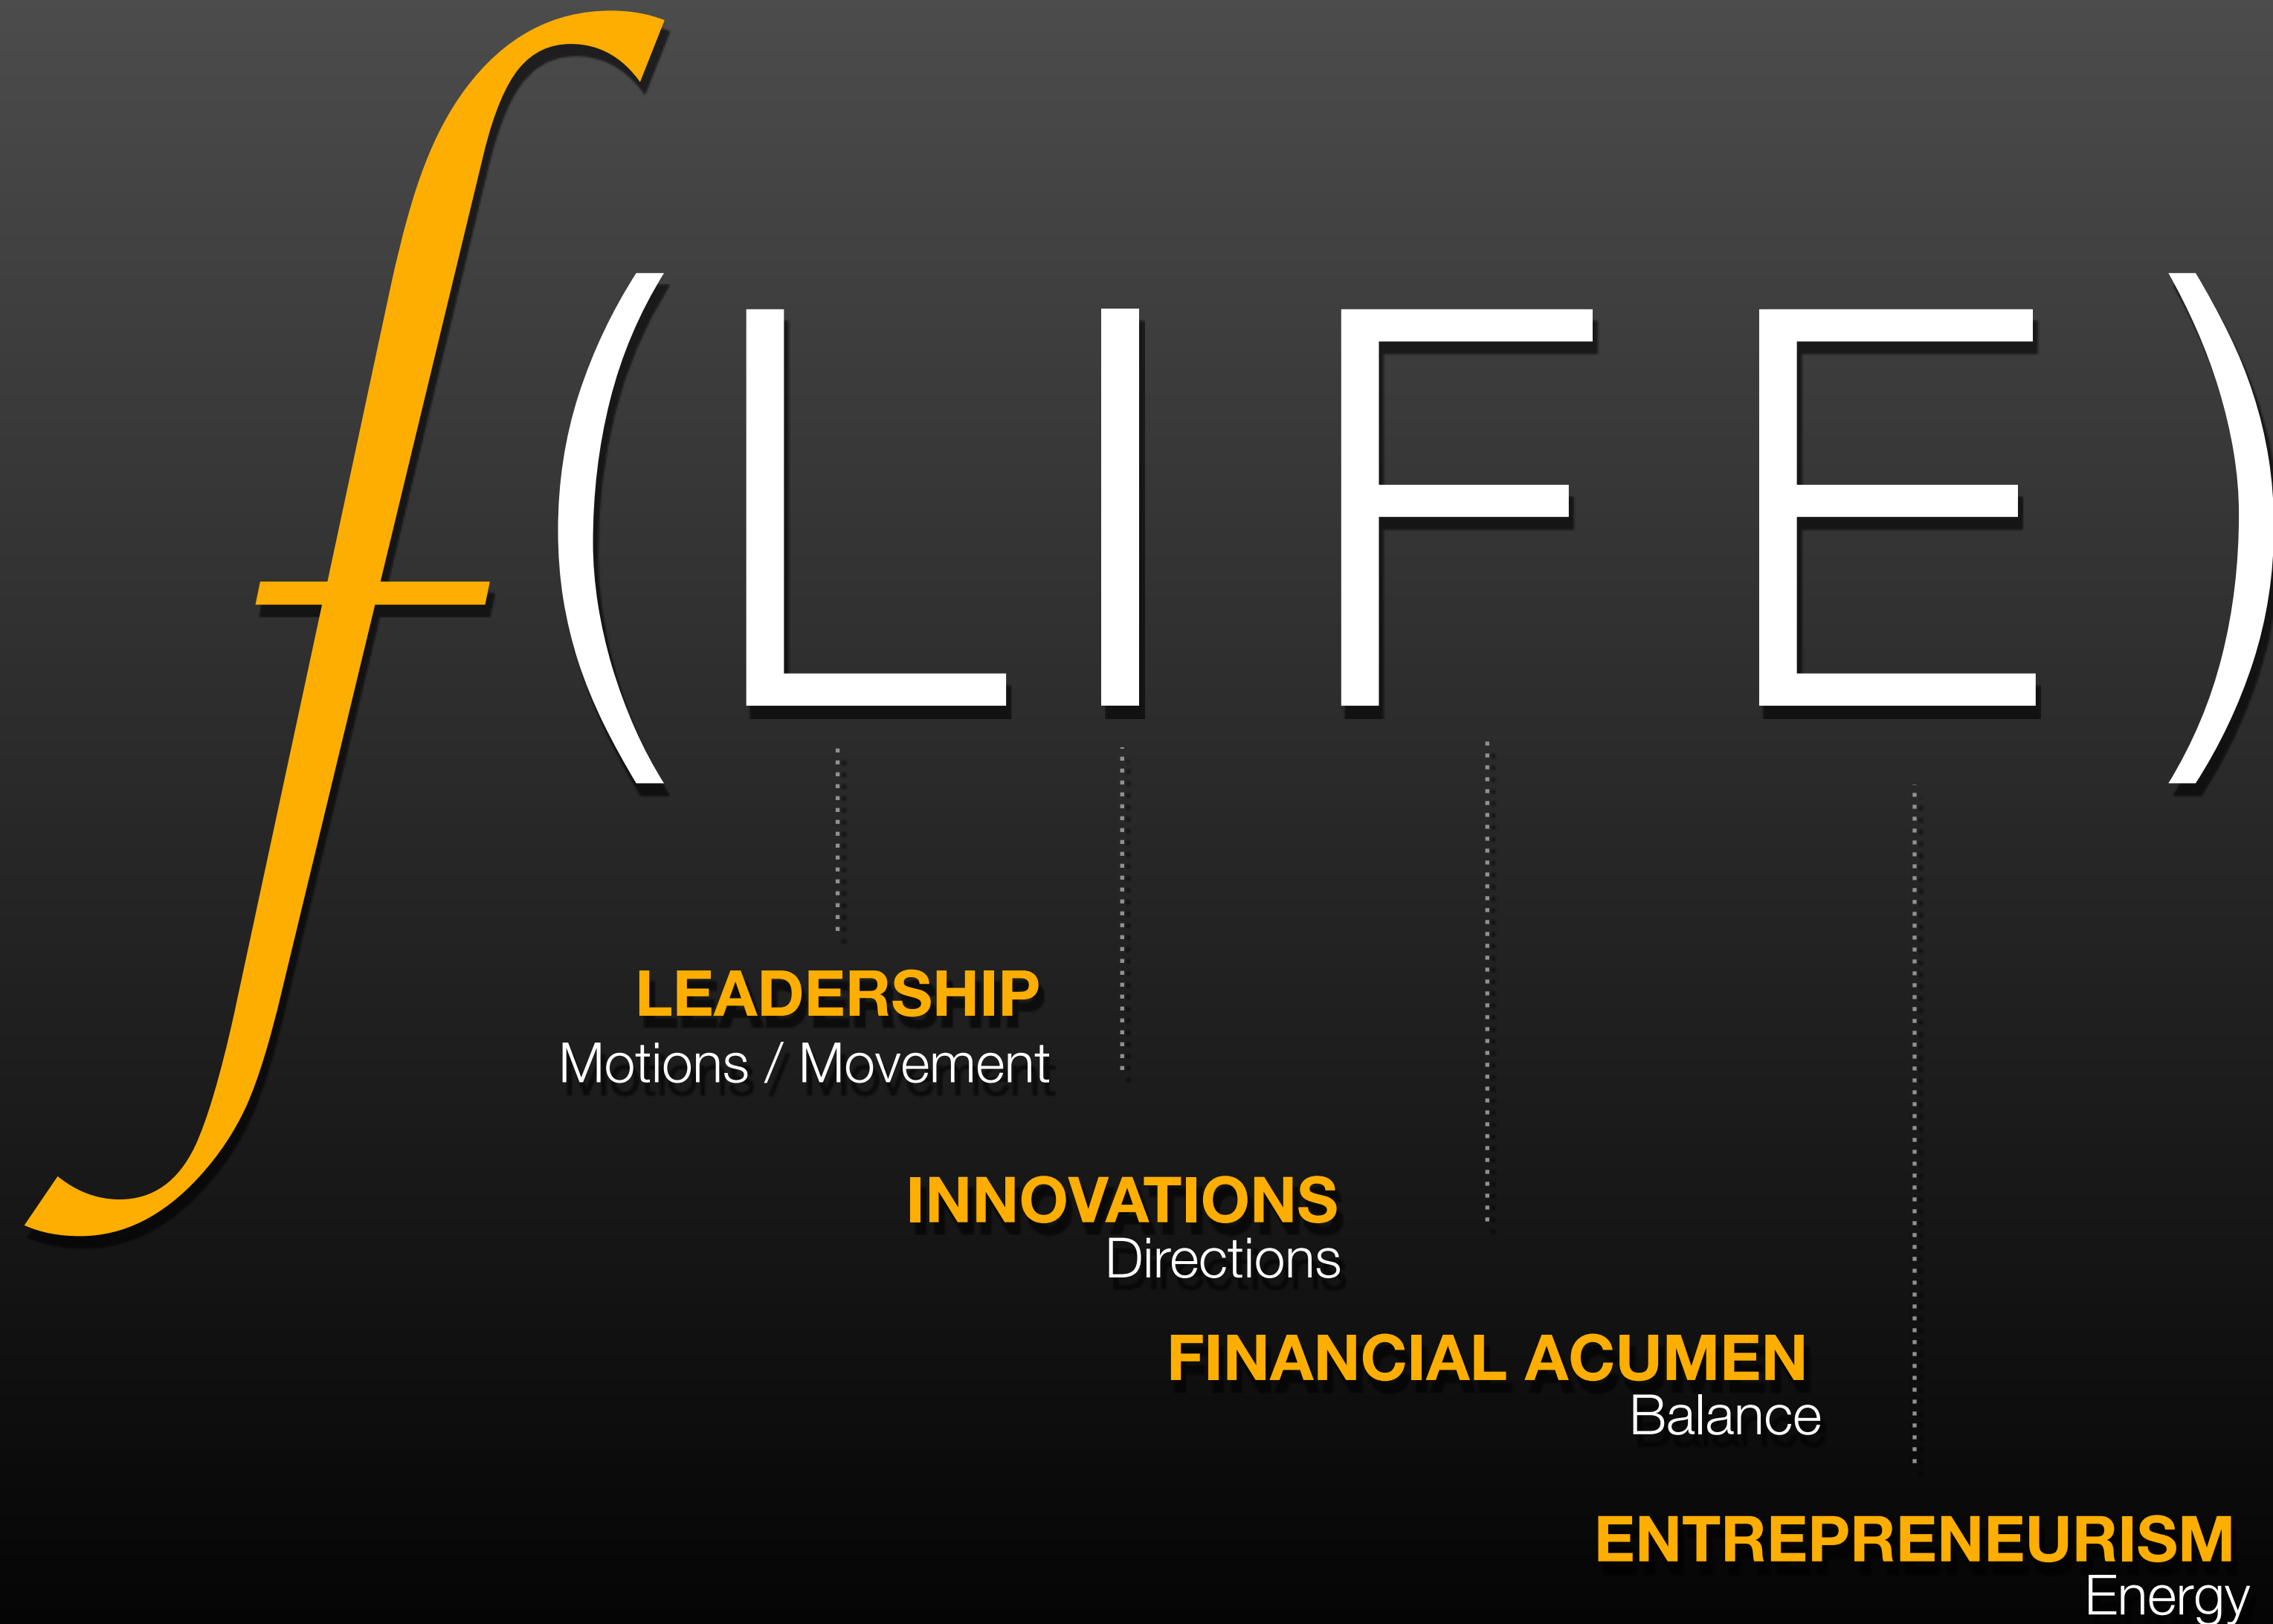 f(LIFE)
LEADERSHIP
Motions / Movement
INNOVATIONS
Directions
FINANCIAL ACUMEN
Balance
ENTREPRENEURISM
Energy